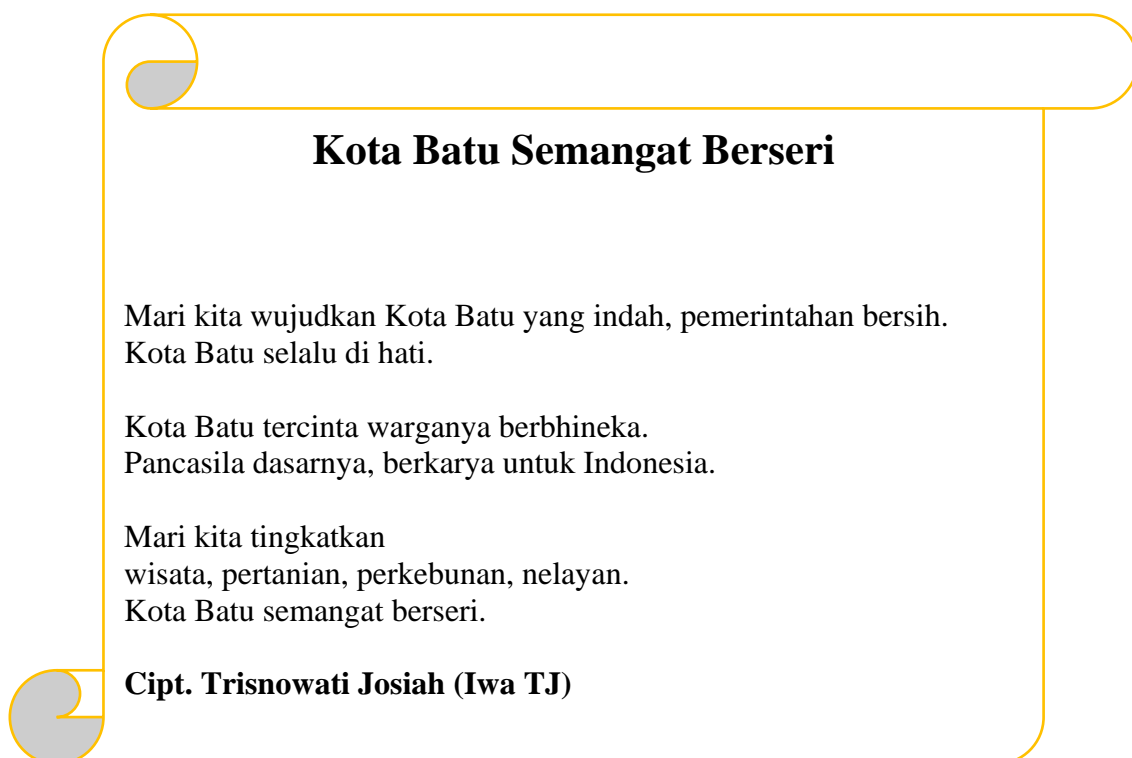 Kota Batu Semangat Berseri
Mari kita wujudkan Kota Batu yang indah, pemerintahan bersih.
Kota Batu selalu di hati.
Kota Batu tercinta warganya berbhineka.
Pancasila dasarnya, berkarya untuk Indonesia.
Mari kita tingkatkan
wisata, pertanian, perkebunan, nelayan.
Kota Batu semangat berseri.
Cipt. Trisnowati Josiah (Iwa TJ)